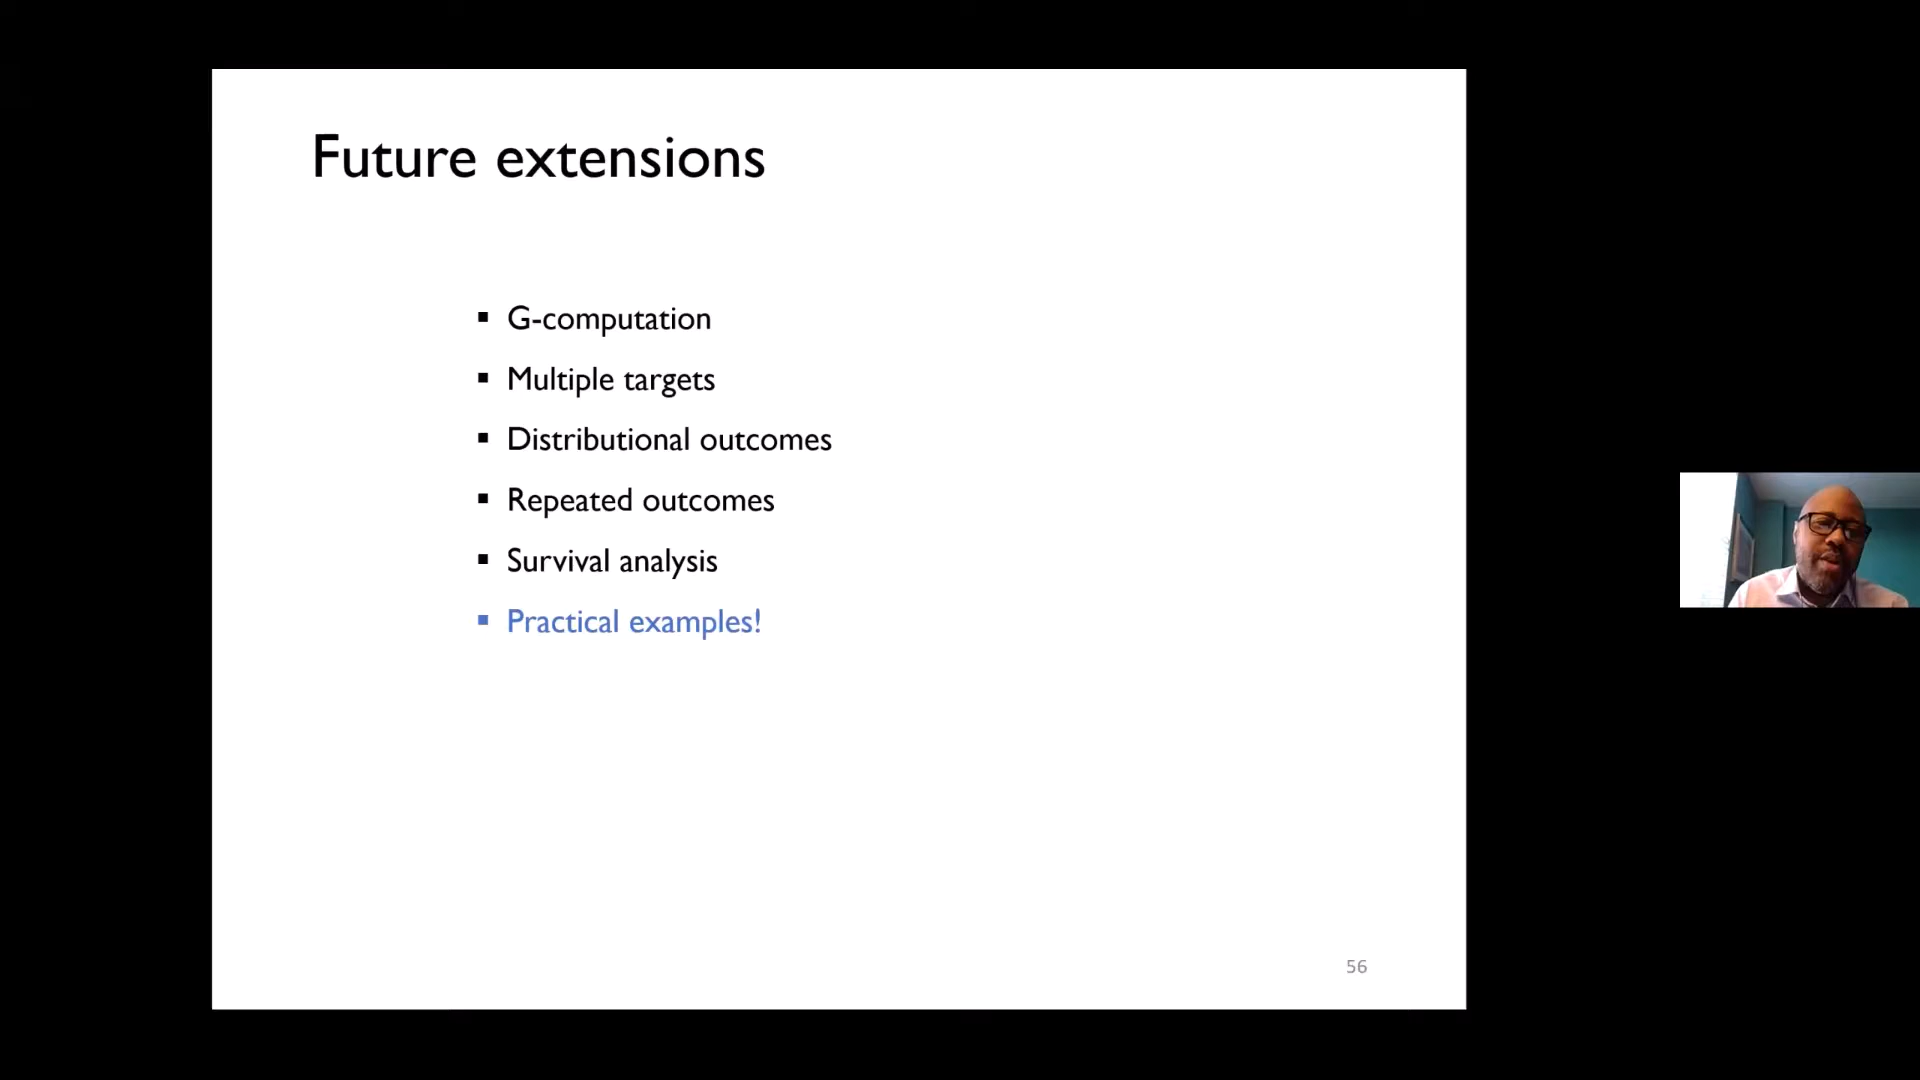 Future extensions
▪ G-computation
▪ Multiple targets
▪ Distributional outcomes
▪ Repeated outcomes
▪ Survival analysis
▪ Practical examples!
56